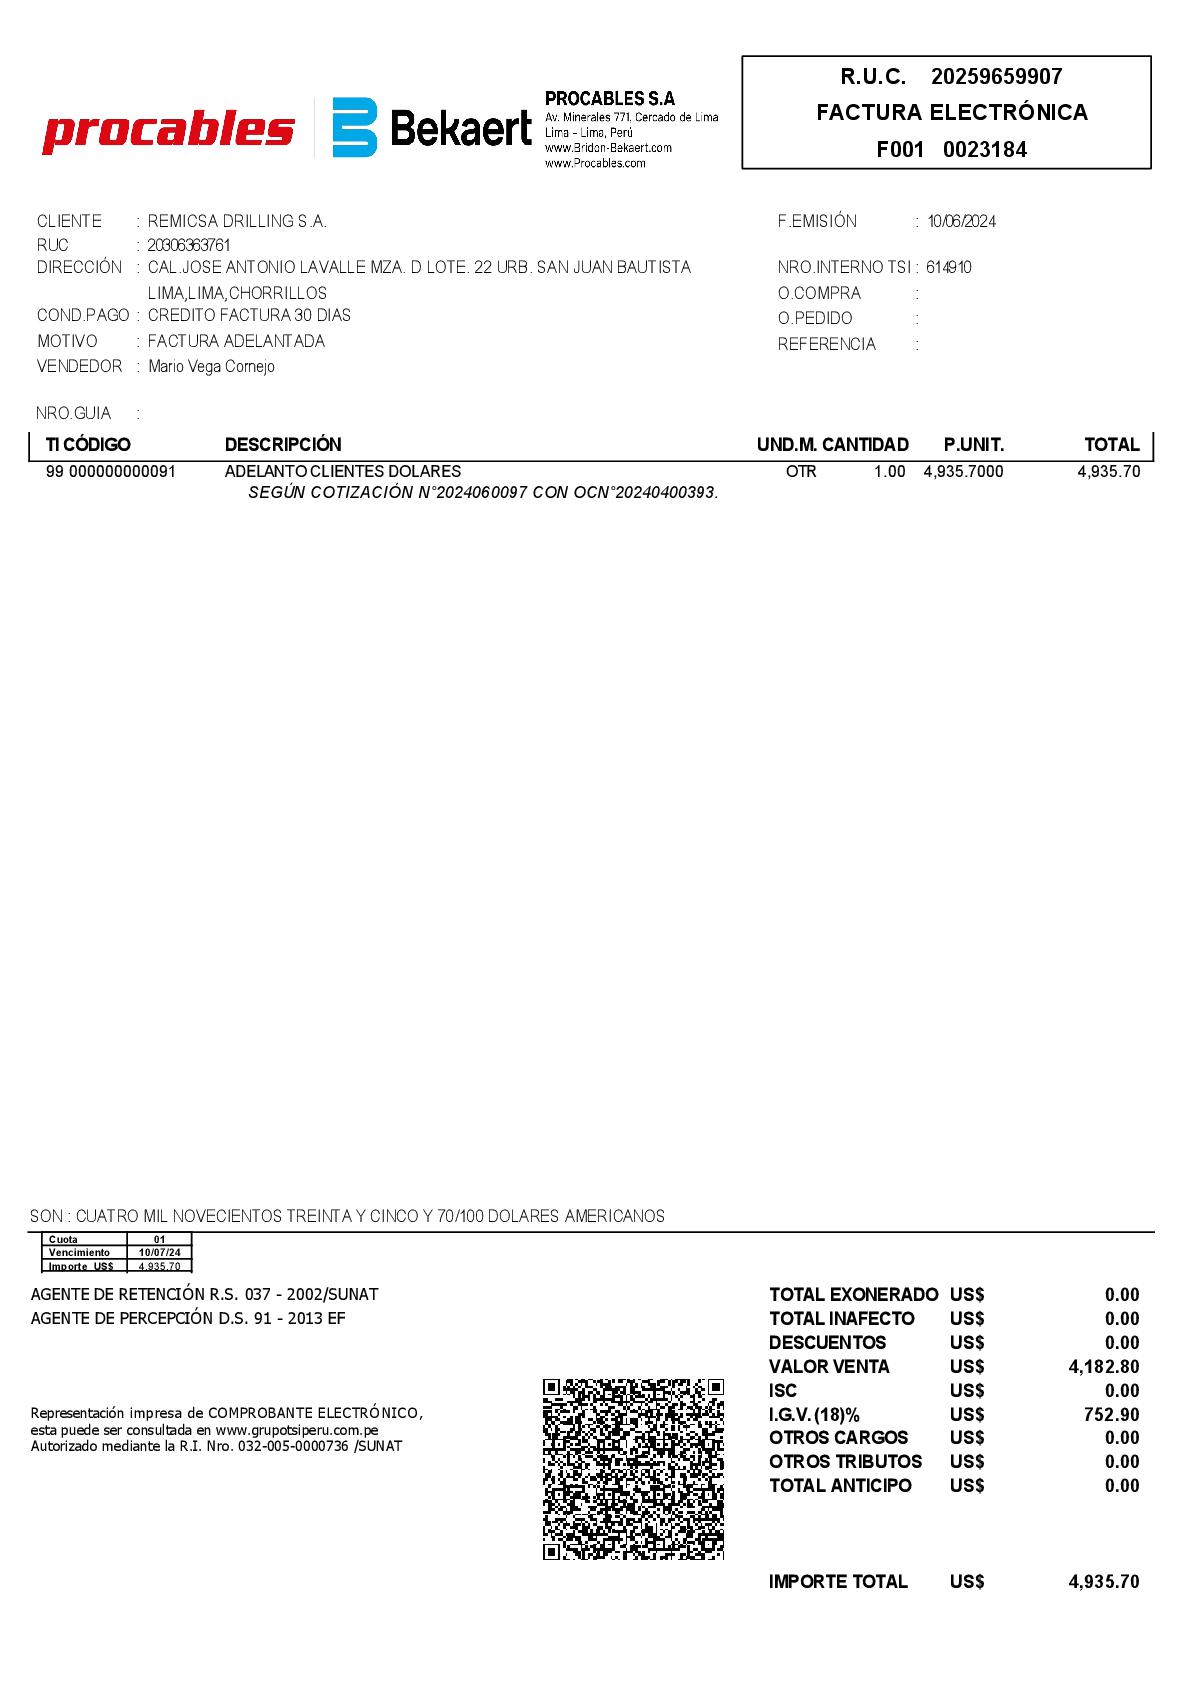 procables
Bekaert
PROCABLES S.A
Av. Minerales 771, Cercado de Lima
Lima – Lima, Perú
www.Bridon-Bekaert.com
www.Procables.com
R.U.C. 20259659907
FACTURA ELECTRÓNICA
F001 0023184
CLIENTE : REMICSA DRILLING S.A.
RUC : 20306363761
DIRECCIÓN : CAL.JOSE ANTONIO LAVALLE MZA. D LOTE. 22 URB. SAN JUAN BAUTISTA
LIMA,LIMA,CHORRILLOS
COND.PAGO : CREDITO FACTURA 30 DIAS
MOTIVO : FACTURA ADELANTADA
VENDEDOR : Mario Vega Cornejo
NRO.GUIA :
F.EMISIÓN : 10/06/2024
NRO.INTERNO TSI : 614910
O.COMPRA :
O.PEDIDO :
REFERENCIA :
TI CÓDIGO DESCRIPCIÓN UND.M. CANTIDAD P.UNIT. TOTAL
99 000000000091 ADELANTO CLIENTES DOLARES OTR 1.00 4,935.7000 4,935.70
SEGÚN COTIZACIÓN N°2024060097 CON OCN°20240400393.
SON : CUATRO MIL NOVECIENTOS TREINTA Y CINCO Y 70/100 DOLARES AMERICANOS
Cuota 01
Vencimiento 10/07/24
Importe US$ 4,935.70
AGENTE DE RETENCIÓN R.S. 037 - 2002/SUNAT
AGENTE DE PERCEPCIÓN D.S. 91 - 2013 EF
Representación impresa de COMPROBANTE ELECTRÓNICO,
esta puede ser consultada en www.grupotsiperu.com.pe
Autorizado mediante la R.I. Nro. 032-005-0000736 /SUNAT
TOTAL EXONERADO US$ 0.00
TOTAL INAFECTO US$ 0.00
DESCUENTOS US$ 0.00
VALOR VENTA US$ 4,182.80
ISC US$ 0.00
I.G.V.(18)% US$ 752.90
OTROS CARGOS US$ 0.00
OTROS TRIBUTOS US$ 0.00
TOTAL ANTICIPO US$ 0.00
IMPORTE TOTAL US$ 4,935.70